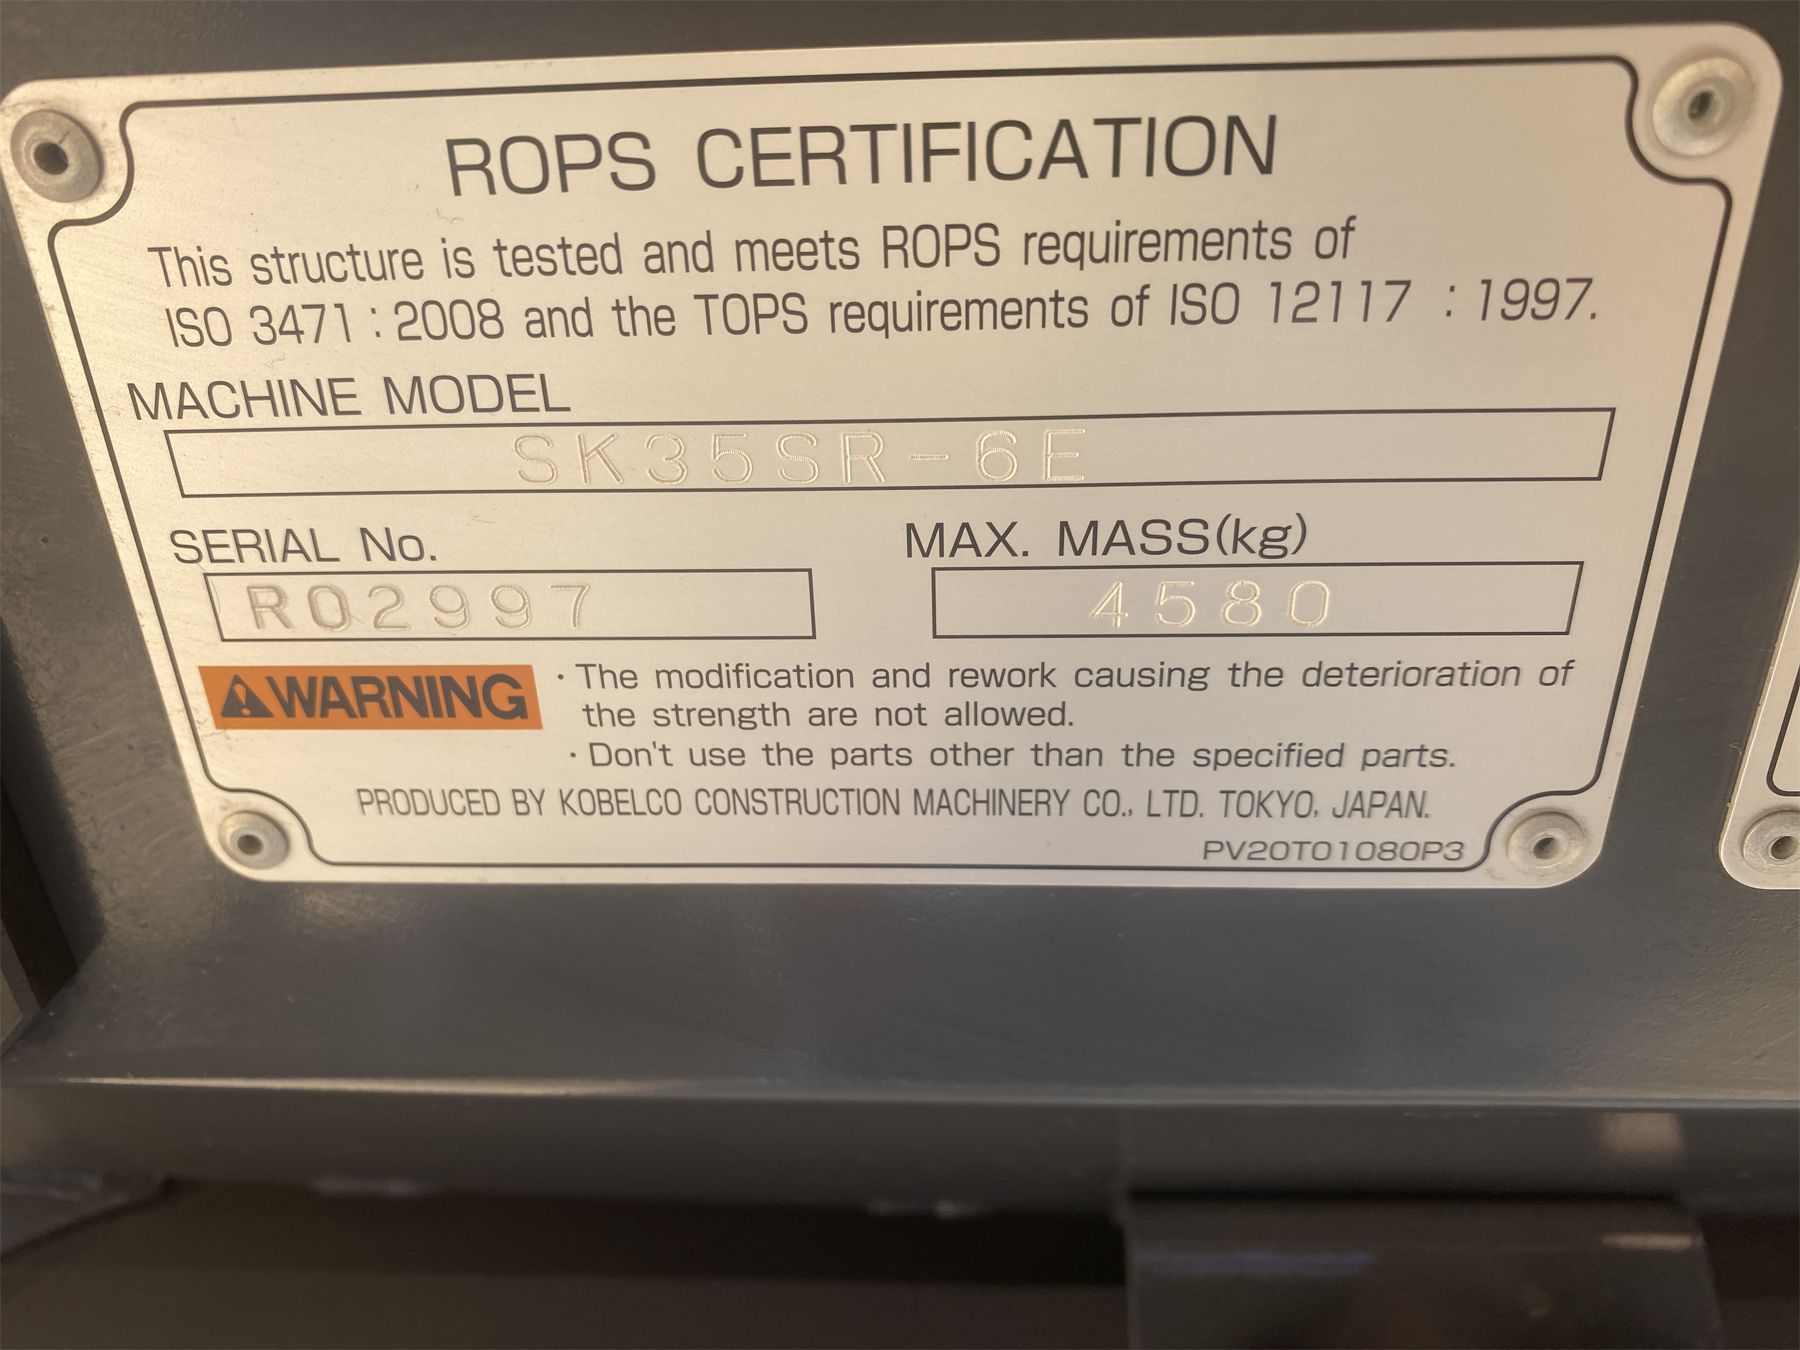 ROPS CERTIFICATION
This structure is tested and meets ROPS requirements of
ISO 3471 : 2008 and the TOPS requirements of ISO 12117 : 1997.
MACHINE MODEL
SK35SR-6E
SERIAL No. MAX. MASS(kg)
R02997 4580
WARNING · The modification and rework causing the deterioration of
the strength are not allowed.
· Don't use the parts other than the specified parts.
PRODUCED BY KOBELCO CONSTRUCTION MACHINERY CO., LTD. TOKYO, JAPAN.
PV20T01080P3